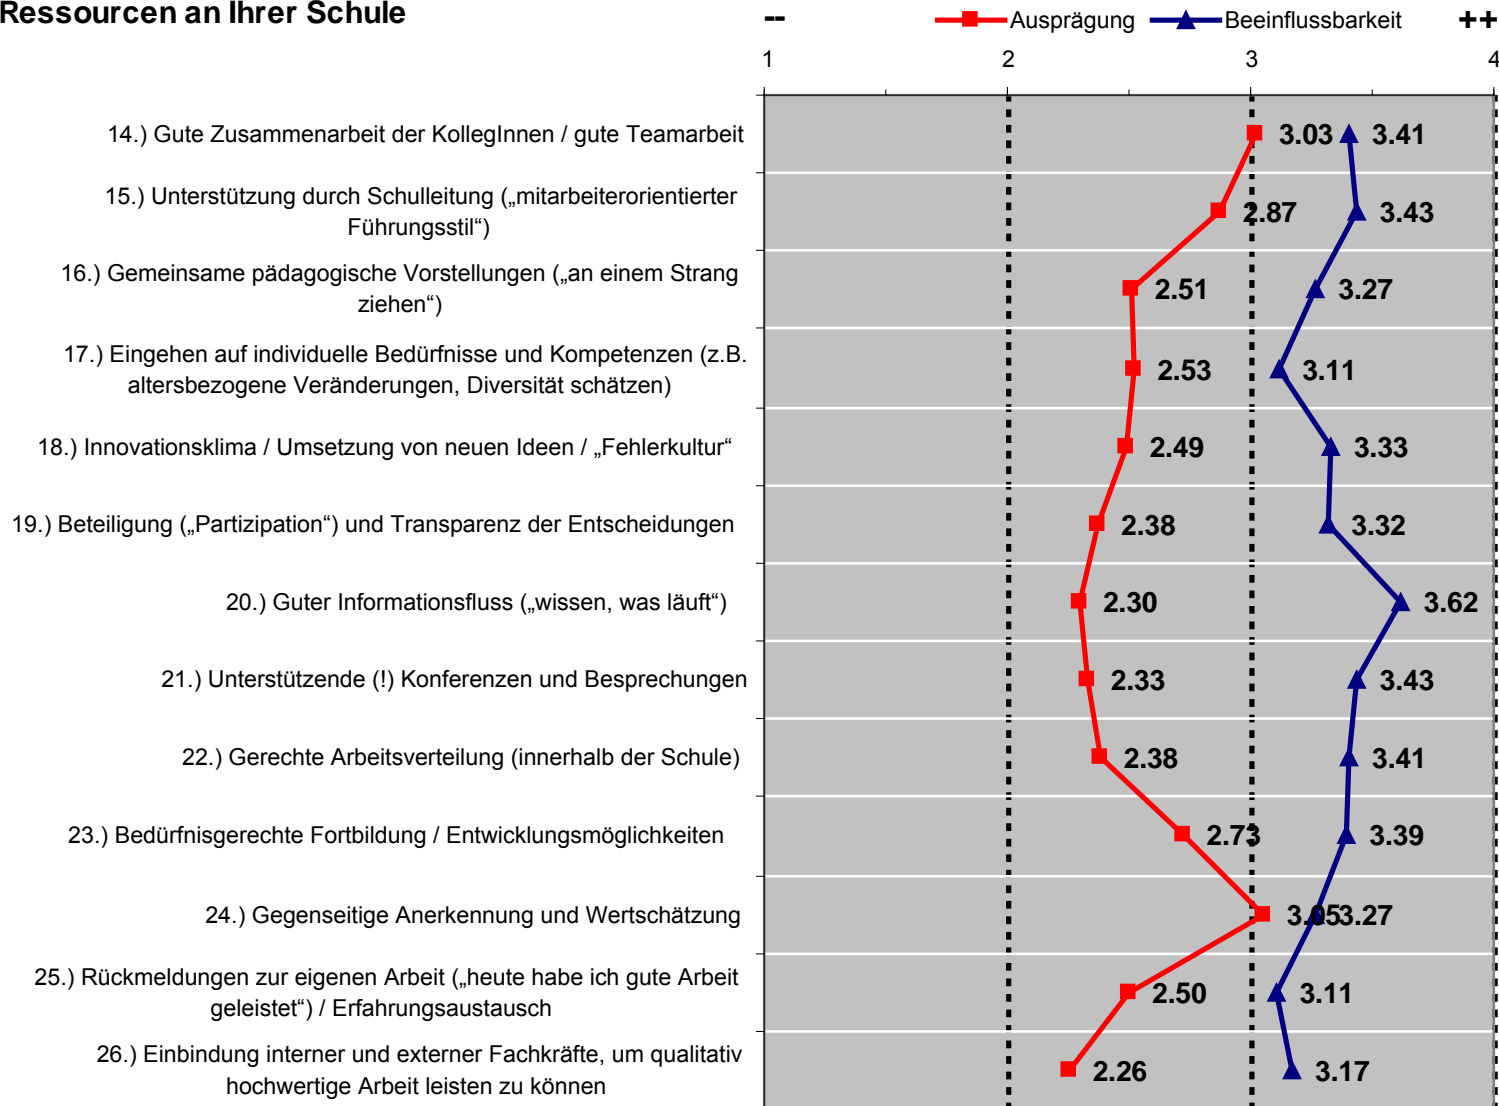 Ressourcen an Ihrer Schule
-- Ausprägung Beeinflussbarkeit ++
1 2 3 4
14.) Gute Zusammenarbeit der KollegInnen / gute Teamarbeit 3.03 3.41
15.) Unterstützung durch Schulleitung („mitarbeiterorientierter
Führungsstil“) 2.87 3.43
16.) Gemeinsame pädagogische Vorstellungen („an einem Strang
ziehen“) 2.51 3.27
17.) Eingehen auf individuelle Bedürfnisse und Kompetenzen (z.B.
altersbezogene Veränderungen, Diversität schätzen) 2.53 3.11
18.) Innovationsklima / Umsetzung von neuen Ideen / „Fehlerkultur“ 2.49 3.33
19.) Beteiligung („Partizipation“) und Transparenz der Entscheidungen 2.38 3.32
20.) Guter Informationsfluss („wissen, was läuft“) 2.30 3.62
21.) Unterstützende (!) Konferenzen und Besprechungen 2.33 3.43
22.) Gerechte Arbeitsverteilung (innerhalb der Schule) 2.38 3.41
23.) Bedürfnisgerechte Fortbildung / Entwicklungsmöglichkeiten 2.73 3.39
24.) Gegenseitige Anerkennung und Wertschätzung 3.05 3.27
25.) Rückmeldungen zur eigenen Arbeit („heute habe ich gute Arbeit
geleistet“) / Erfahrungsaustausch 2.50 3.11
26.) Einbindung interner und externer Fachkräfte, um qualitativ
hochwertige Arbeit leisten zu können 2.26 3.17